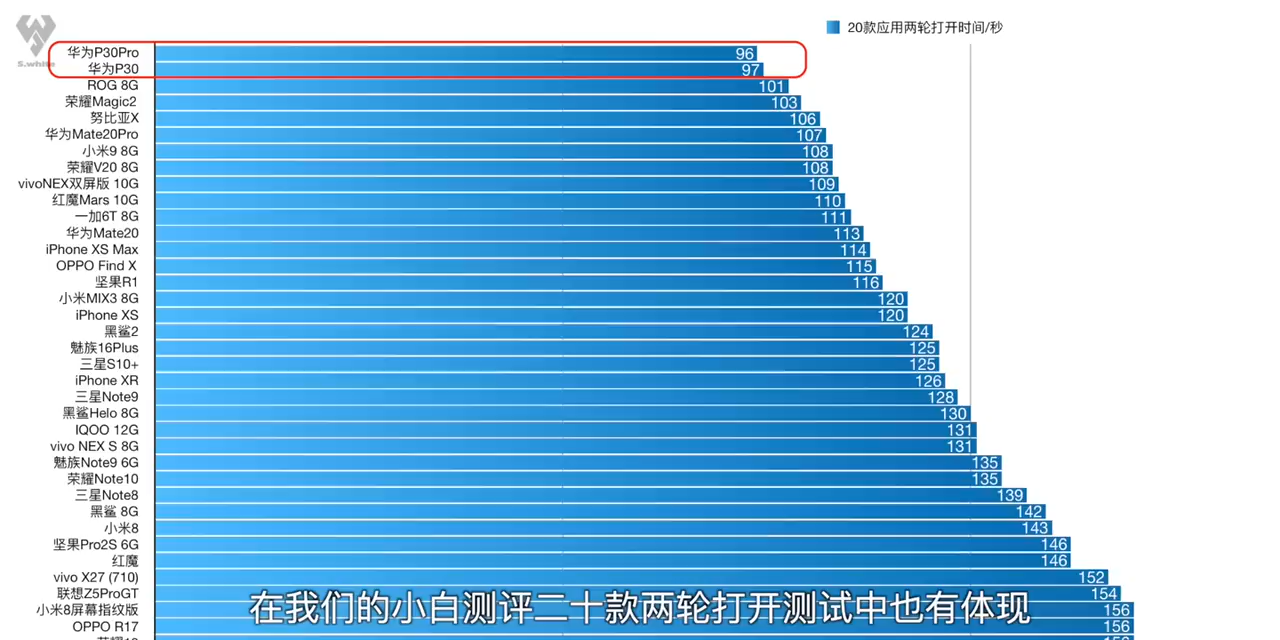 20款应用两轮打开时间/秒
S.white
华为P30Pro 96
华为P30 97
ROG 8G 101
荣耀Magic2 103
努比亚X 106
华为Mate20Pro 107
小米9 8G 108
荣耀V20 8G 108
vivoNEX双屏版 10G 109
红魔Mars 10G 110
一加6T 8G 111
华为Mate20 113
iPhone XS Max 114
OPPO Find X 115
坚果R1 116
小米MIX3 8G 120
iPhone XS 120
黑鲨2 124
魅族16Plus 125
三星S10+ 125
iPhone XR 126
三星Note9 128
黑鲨Helo 8G 130
IQOO 12G 131
vivo NEX S 8G 131
魅族Note9 6G 135
荣耀Note10 135
三星Note8 139
黑鲨 8G 142
小米8 143
坚果Pro2S 6G 146
红魔 146
vivo X27 (710) 152
联想Z5ProGT 154
小米8屏幕指纹版 156
OPPO R17 156
在我们的小白测评二十款两轮打开测试中也有体现